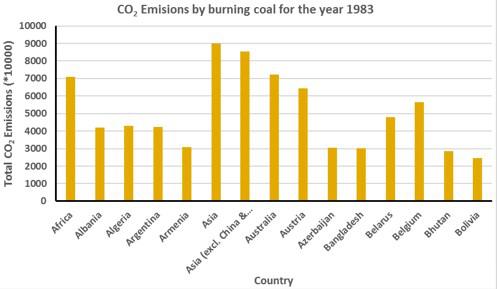 CO2 Emisions by burning coal for the year 1983
Total CO2 Emissions (*10000)
10000
9000
8000
7000
6000
5000
4000
3000
2000
1000
0
Africa
Albania
Algeria
Argentina
Armenia
Asia
Asia (excl. China &...
Australia
Austria
Azerbaijan
Bangladesh
Belarus
Belgium
Bhutan
Bolivia
Country